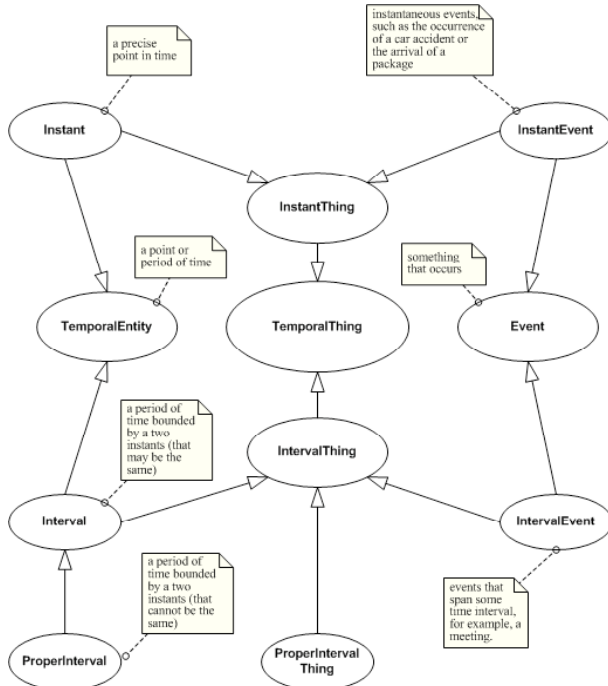 a precise
point in time
instantaneous events,
such as the occurrence
of a car accident or
the arrival of a
package
Instant
InstantEvent
InstantThing
a point or
period of time
something
that occurs
TemporalEntity
TemporalThing
Event
a period of
time bounded
by a two
instants (that
may be the
same)
IntervalThing
Interval
IntervalEvent
a period of
time bounded
by a two
instants (that
cannot be the
same)
events that
span some
time interval,
for example, a
meeting.
ProperInterval
ProperInterval
Thing